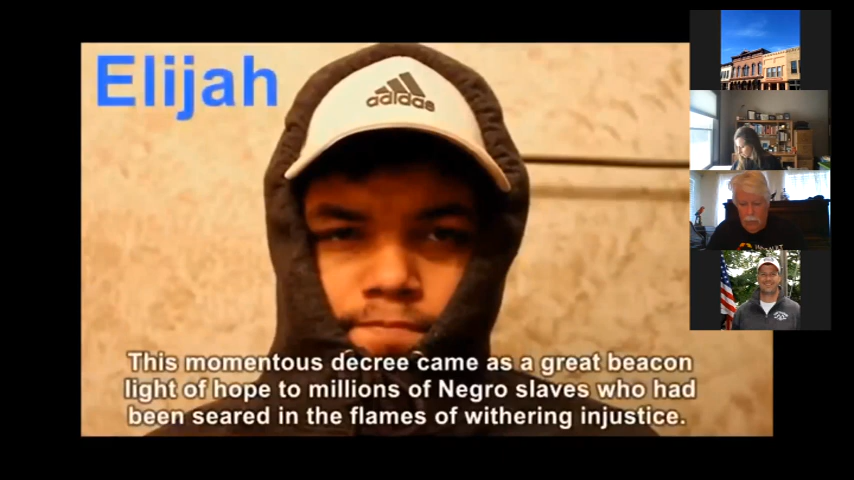 Elijah
adidas
This momentous decree came as a great beacon
light of hope to millions of Negro slaves who had
been seared in the flames of withering injustice.